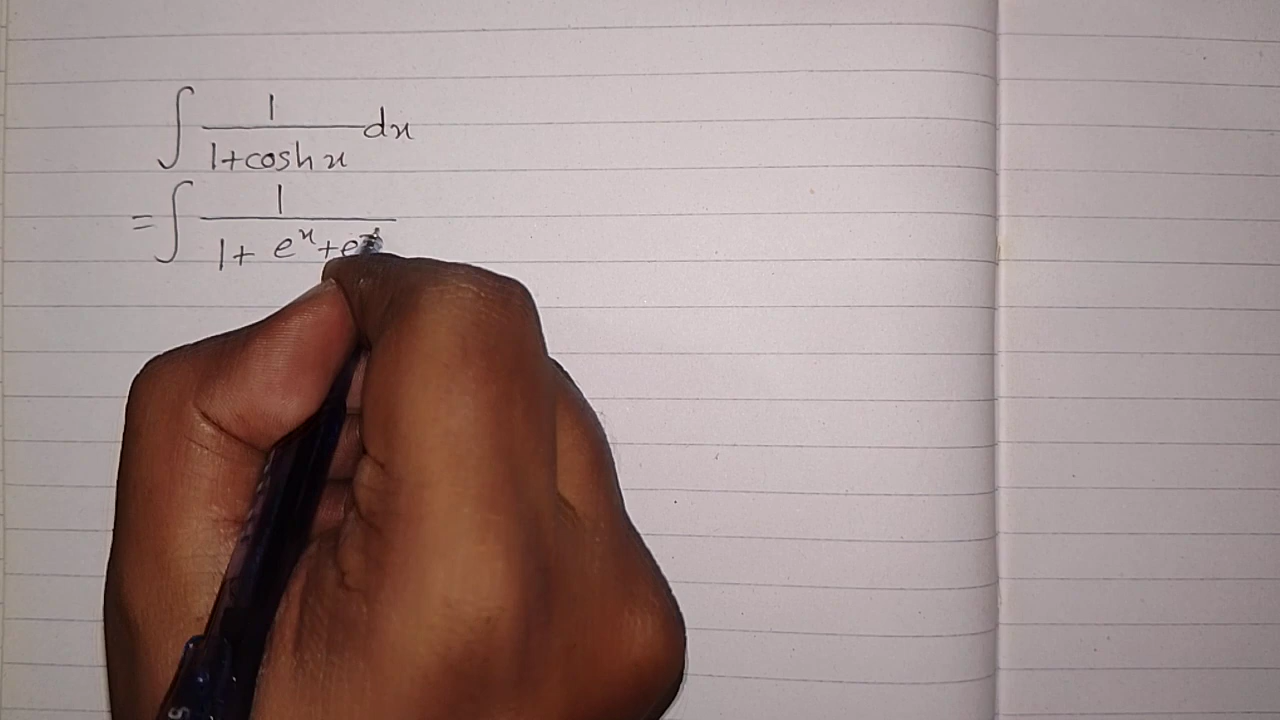 ∫ 1/(1+cosh x) dx
= ∫ 1/(1+ e^x+e